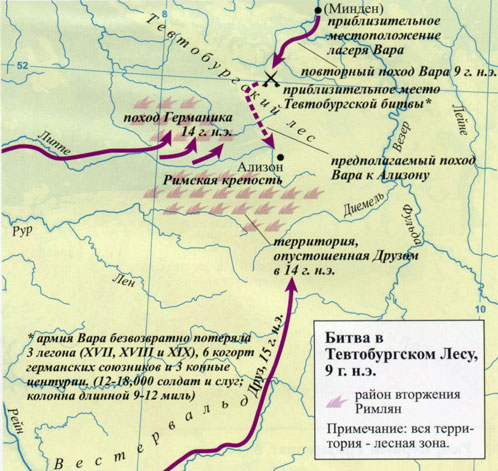 (Минден)
приблизительное
местоположение
лагеря Вара
Тевтобургский лес
8
52
повторный поход Вара 9 г. н.э.
приблизительное место
Тевтобургской битвы*
поход Германика
14 г. н.э.
Липпе
Везер
Лейне
Ализон
Римская крепость
предполагаемый поход
Вара к Ализону
Димель
Фульда
Рур
территория,
опустошенная Друзом
в 14 г. н.э.
Лен
10
* армия Вара безвозвратно потеряла
3 легона (XVII, XVIII и XIX), 6 когорт
германских союзников и 3 конные
центурии, (12-18,000 солдат и слуг;
колонна длинной 9-12 миль)
Друз, 15 г. н.э.
Рейн
Вестервальд
Битва в
Тевтобургском Лесу,
9 г. н.э.
район вторжения
Римлян
Примечание: вся терри-
тория - лесная зона.